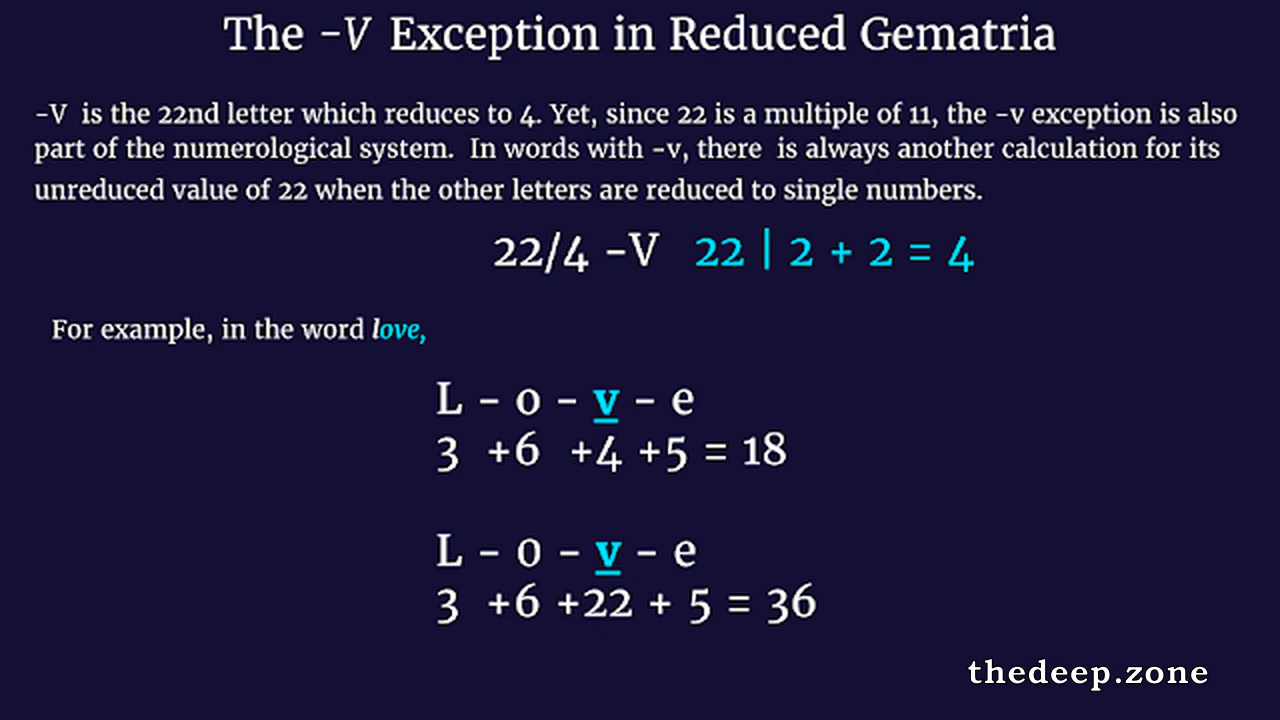 The -V Exception in Reduced Gematria
-V is the 22nd letter which reduces to 4. Yet, since 22 is a multiple of 11, the -v exception is also
part of the numerological system. In words with -v, there is always another calculation for its
unreduced value of 22 when the other letters are reduced to single numbers.
22/4 -V 22 | 2 + 2 = 4
For example, in the word love,
L - o - v - e
3 +6 +4 +5 = 18
L - o - v - e
3 +6 +22 + 5 = 36
thedeep.zone